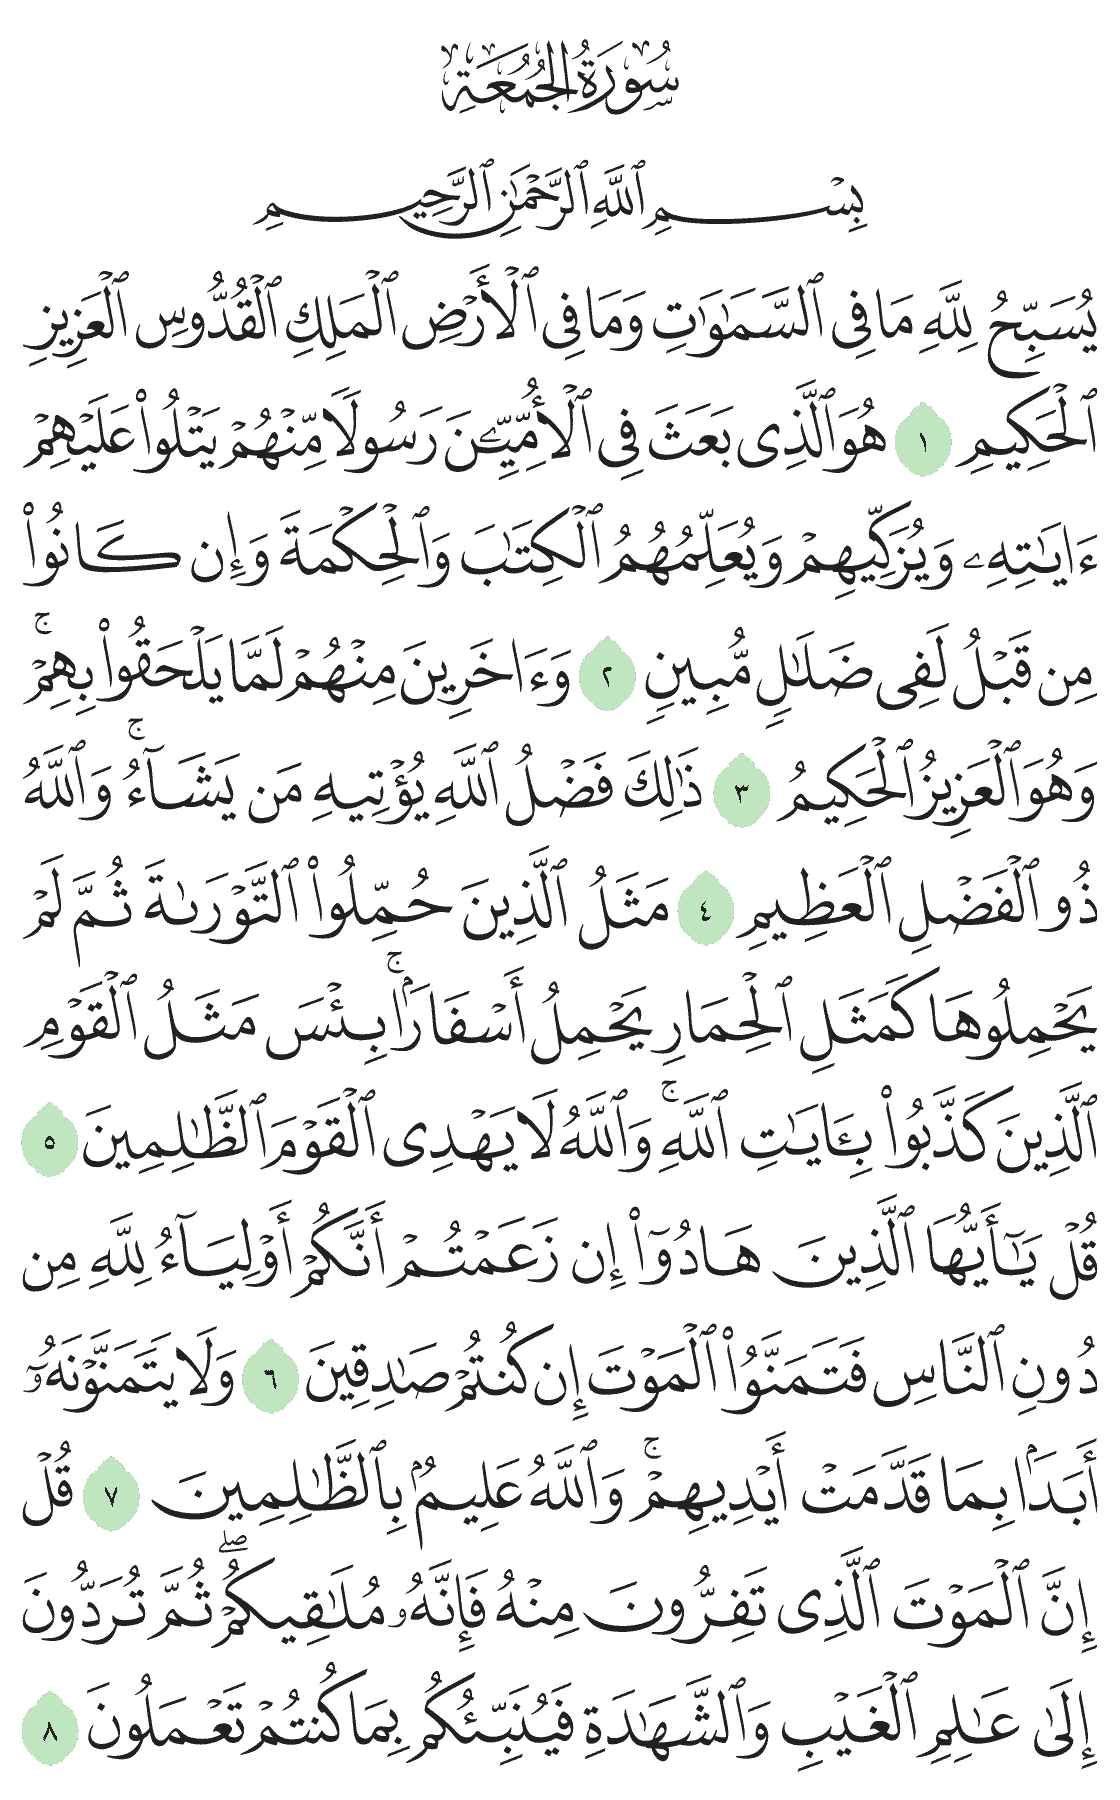 سُورَةُ الجُمُعَةِ
بِسْمِ ٱللَّهِ ٱلرَّحْمَٰنِ ٱلرَّحِيمِ
يُسَبِّحُ لِلَّهِ مَا فِى ٱلسَّمَٰوَٰتِ وَمَا فِى ٱلْأَرْضِ ٱلْمَلِكِ ٱلْقُدُّوسِ ٱلْعَزِيزِ
ٱلْحَكِيمِ ١ هُوَ ٱلَّذِى بَعَثَ فِى ٱلْأُمِّيِّۦنَ رَسُولًا مِّنْهُمْ يَتْلُوا۟ عَلَيْهِمْ
ءَايَٰتِهِۦ وَيُزَكِّيهِمْ وَيُعَلِّمُهُمُ ٱلْكِتَٰبَ وَٱلْحِكْمَةَ وَإِن كَانُوا۟
مِن قَبْلُ لَفِى ضَلَٰلٍ مُّبِينٍ ٢ وَءَاخَرِينَ مِنْهُمْ لَمَّا يَلْحَقُوا۟ بِهِمْ ۚ
وَهُوَ ٱلْعَزِيزُ ٱلْحَكِيمُ ٣ ذَٰلِكَ فَضْلُ ٱللَّهِ يُؤْتِيهِ مَن يَشَآءُ ۚ وَٱللَّهُ
ذُو ٱلْفَضْلِ ٱلْعَظِيمِ ٤ مَثَلُ ٱلَّذِينَ حُمِّلُوا۟ ٱلتَّوْرَىٰةَ ثُمَّ لَمْ
يَحْمِلُوهَا كَمَثَلِ ٱلْحِمَارِ يَحْمِلُ أَسْفَارًۢا ۚ بِئْسَ مَثَلُ ٱلْقَوْمِ
ٱلَّذِينَ كَذَّبُوا۟ بِـَٔايَٰتِ ٱللَّهِ ۚ وَٱللَّهُ لَا يَهْدِى ٱلْقَوْمَ ٱلظَّٰلِمِينَ ٥
قُلْ يَٰٓأَيُّهَا ٱلَّذِينَ هَادُوٓا۟ إِن زَعَمْتُمْ أَنَّكُمْ أَوْلِيَآءُ لِلَّهِ مِن
دُونِ ٱلنَّاسِ فَتَمَنَّوُا۟ ٱلْمَوْتَ إِن كُنتُمْ صَٰدِقِينَ ٦ وَلَا يَتَمَنَّوْنَهُۥٓ
أَبَدًۢا بِمَا قَدَّمَتْ أَيْدِيهِمْ ۚ وَٱللَّهُ عَلِيمٌۢ بِٱلظَّٰلِمِينَ ٧ قُلْ
إِنَّ ٱلْمَوْتَ ٱلَّذِى تَفِرُّونَ مِنْهُ فَإِنَّهُۥ مُلَٰقِيكُمْ ۖ ثُمَّ تُرَدُّونَ
إِلَىٰ عَٰلِمِ ٱلْغَيْبِ وَٱلشَّهَٰدَةِ فَيُنَبِّئُكُم بِمَا كُنتُمْ تَعْمَلُونَ ٨